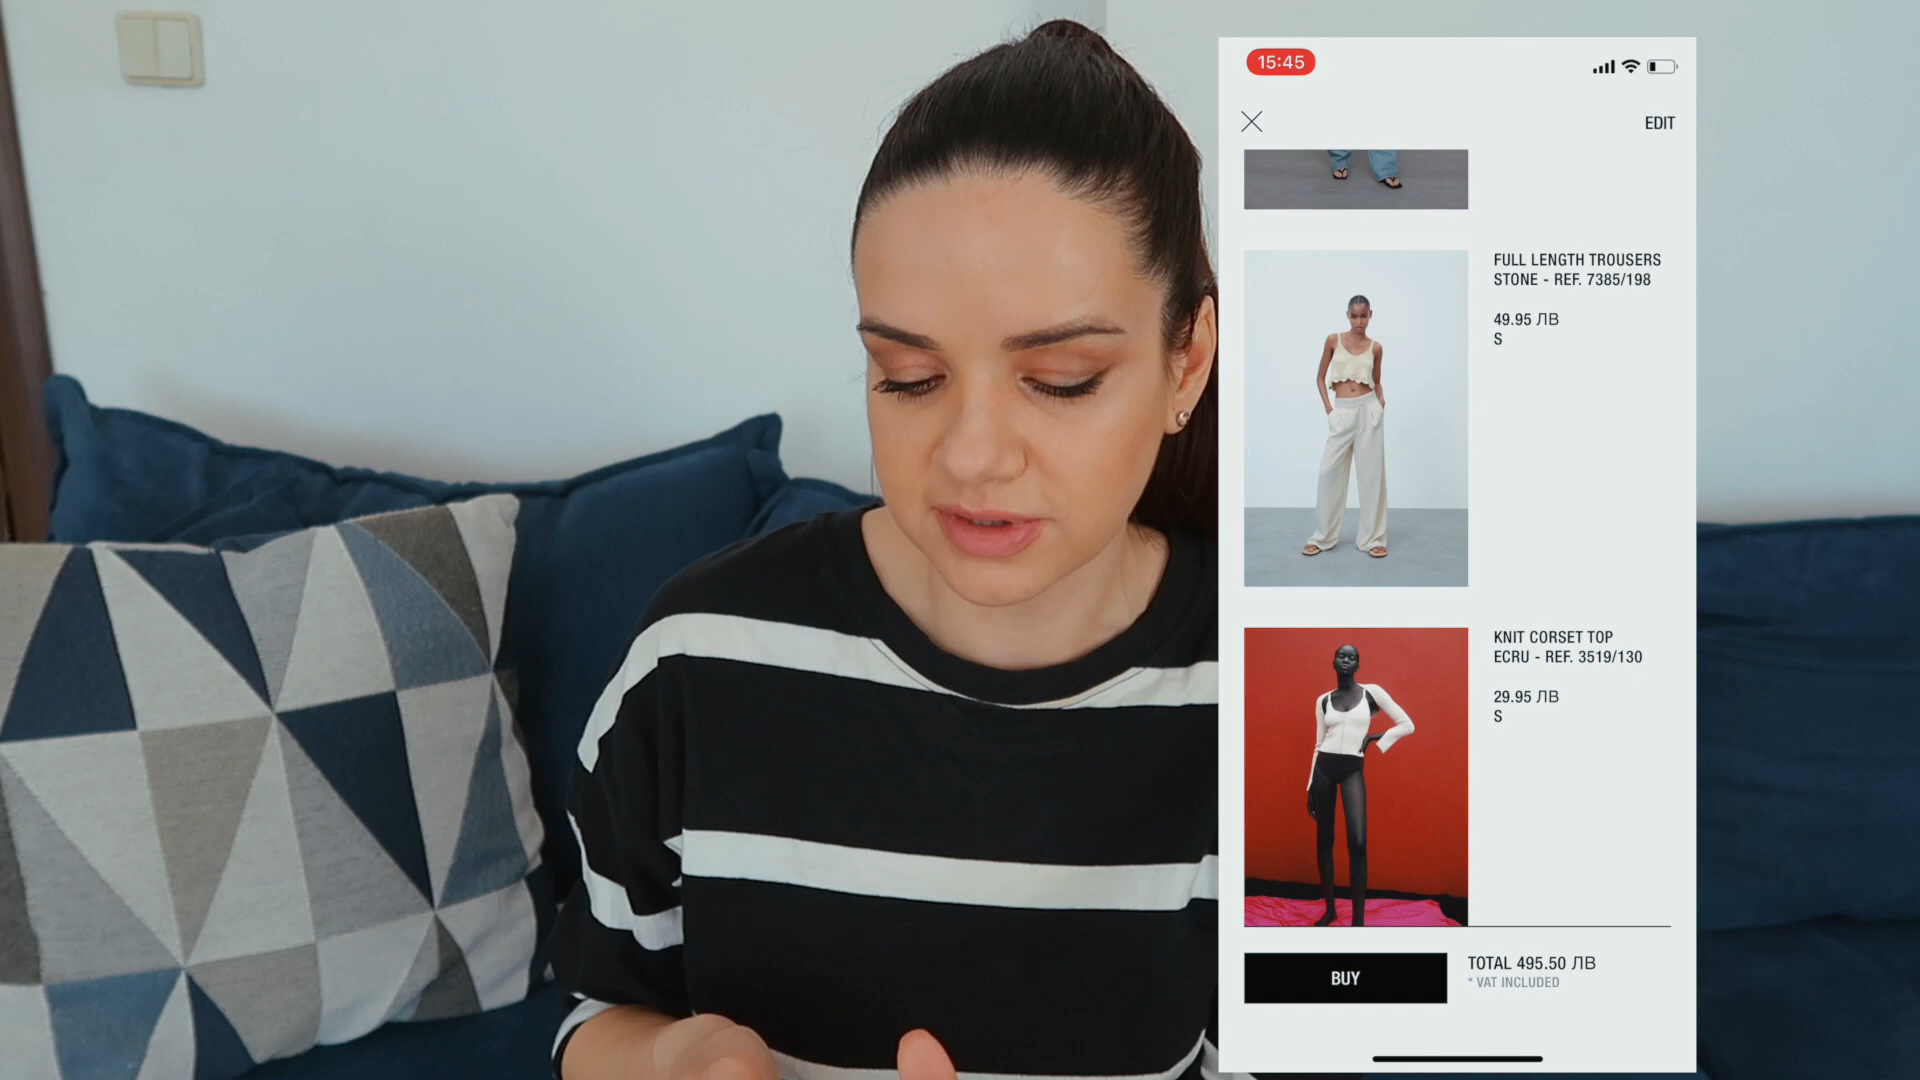 15:45
EDIT
FULL LENGTH TROUSERS
STONE - REF. 7385/198
49.95 ЛВ
S
KNIT CORSET TOP
ECRU - REF. 3519/130
29.95 ЛВ
S
BUY
TOTAL 495.50 ЛВ
* VAT INCLUDED